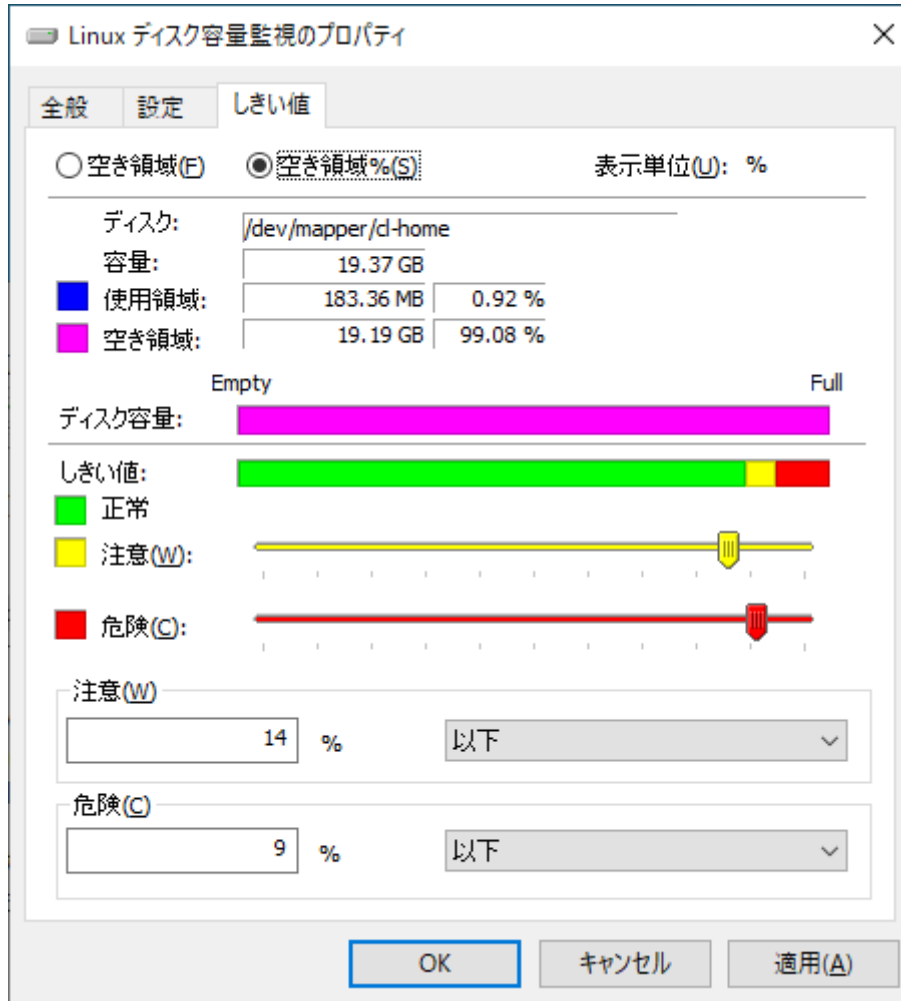 Linux ディスク容量監視のプロパティ
全般 設定 しきい値
空き領域(F) 空き領域%(S) 表示単位(U): %
ディスク: /dev/mapper/cl-home
容量: 19.37 GB
使用領域: 183.36 MB 0.92 %
空き領域: 19.19 GB 99.08 %
Empty Full
ディスク容量:
しきい値:
正常
注意(W):
危険(C):
注意(W)
14 % 以下
危険(C)
9 % 以下
OK キャンセル 適用(A)